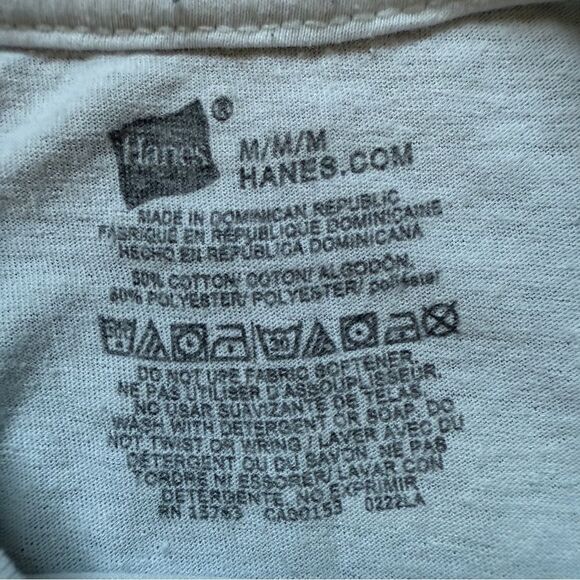 Hanes ®
M/M/M
HANES.COM
MADE IN DOMINICAN REPUBLIC
FABRIQUÉ EN RÉPUBLIQUE DOMINICAINE
HECHO EN REPÚBLICA DOMINICANA
50% COTTON/ COTON/ ALGODÓN,
50% POLYESTER/ POLYESTER/ poliéster
DO NOT USE FABRIC SOFTENER.
NE PAS UTILISER D'ASSOUPLISSEUR.
NO USAR SUAVIZANTE DE TELAS.
WASH WITH DETERGENT OR SOAP. DO
NOT TWIST OR WRING / LAVER AVEC DU
DÉTERGENT OU DU SAVON. NE PAS
TORDRE NI ESSORER/ LAVAR CON
DETERGENTE. NO EXPRIMIR
RN 15763 CA00153 0222LA